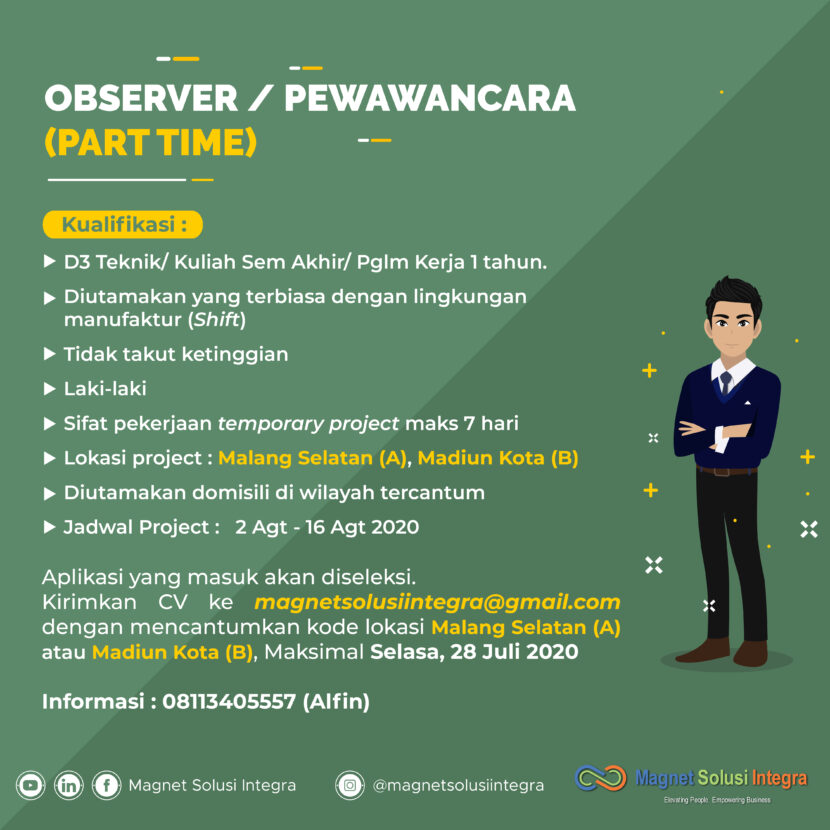 OBSERVER / PEWAWANCARA
(PART TIME)
Kualifikasi :
D3 Teknik/ Kuliah Sem Akhir/ Pglm Kerja 1 tahun.
Diutamakan yang terbiasa dengan lingkungan
manufaktur (Shift)
Tidak takut ketinggian
Laki-laki
Sifat pekerjaan temporary project maks 7 hari
Lokasi project : Malang Selatan (A), Madiun Kota (B)
Diutamakan domisili di wilayah tercantum
Jadwal Project : 2 Agt - 16 Agt 2020
Aplikasi yang masuk akan diseleksi.
Kirimkan CV ke magnetsolusiintegra@gmail.com
dengan mencantumkan kode lokasi Malang Selatan (A)
atau Madiun Kota (B), Maksimal Selasa, 28 Juli 2020
Informasi : 08113405557 (Alfin)
Magnet Solusi Integra
@magnetsolusiintegra
Magnet Solusi Integra
Elevating People. Empowering Business